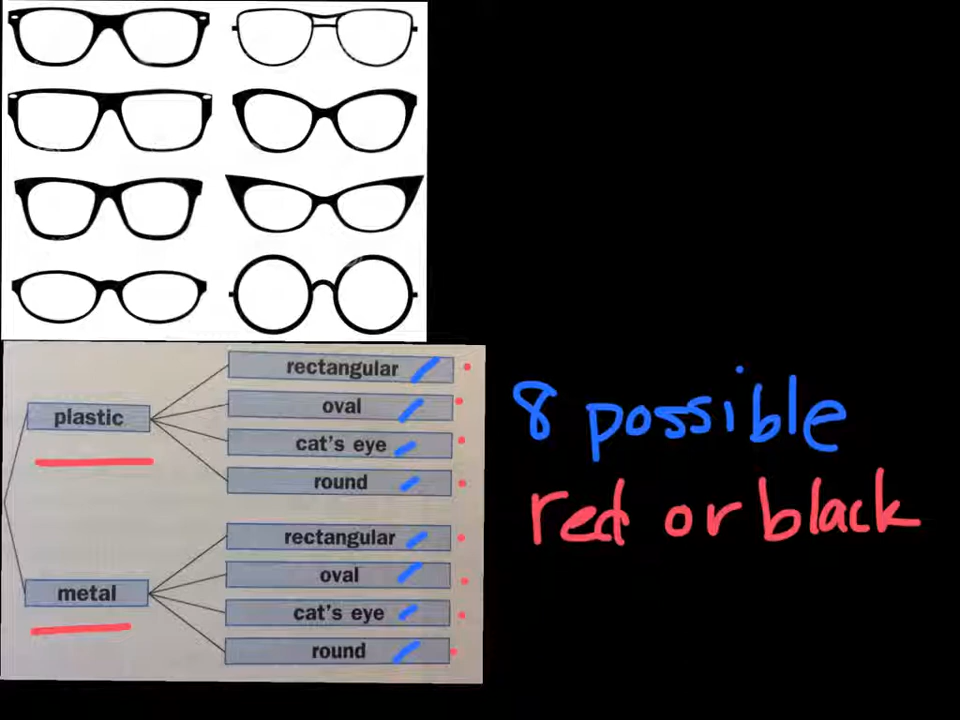 plastic
rectangular
oval
cat's eye
round
metal
rectangular
oval
cat's eye
round
8 possible
red or black